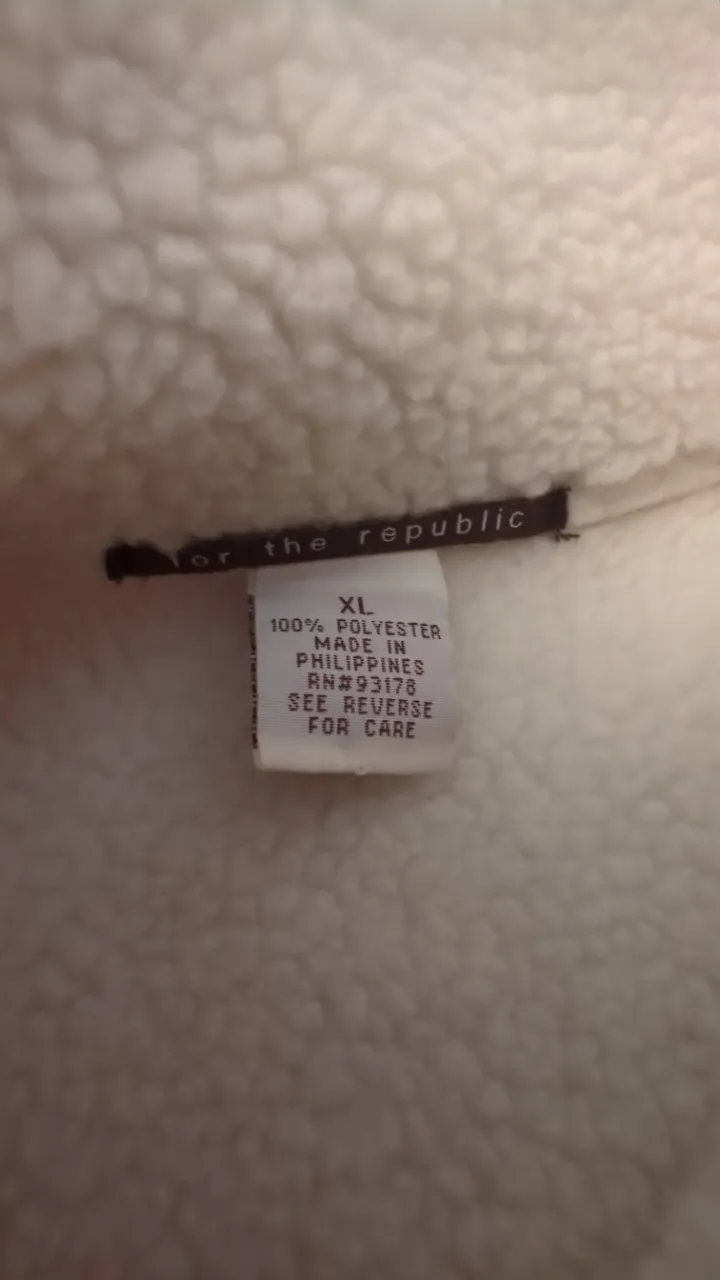 for the republic
XL
100% POLYESTER
MADE IN
PHILIPPINES
RN#93178
SEE REVERSE
FOR CARE